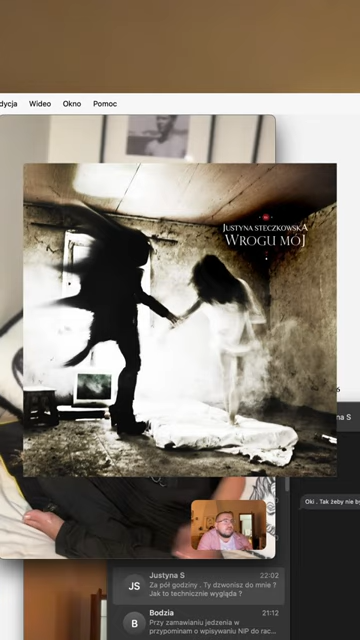 dycja Wideo Okno Pomoc
JUSTYNA STECZKOWSKA
WROGU MÓJ
na S
Oki . Tak żeby nie by
JS
Justyna S 22:02
Za pół godziny . Ty dzwonisz do mnie ?
Jak to technicznie wygląda ?
B
Bodzia 21:12
Przy zamawianiu jedzenia w
przypominam o wpisywaniu NIP do rac...